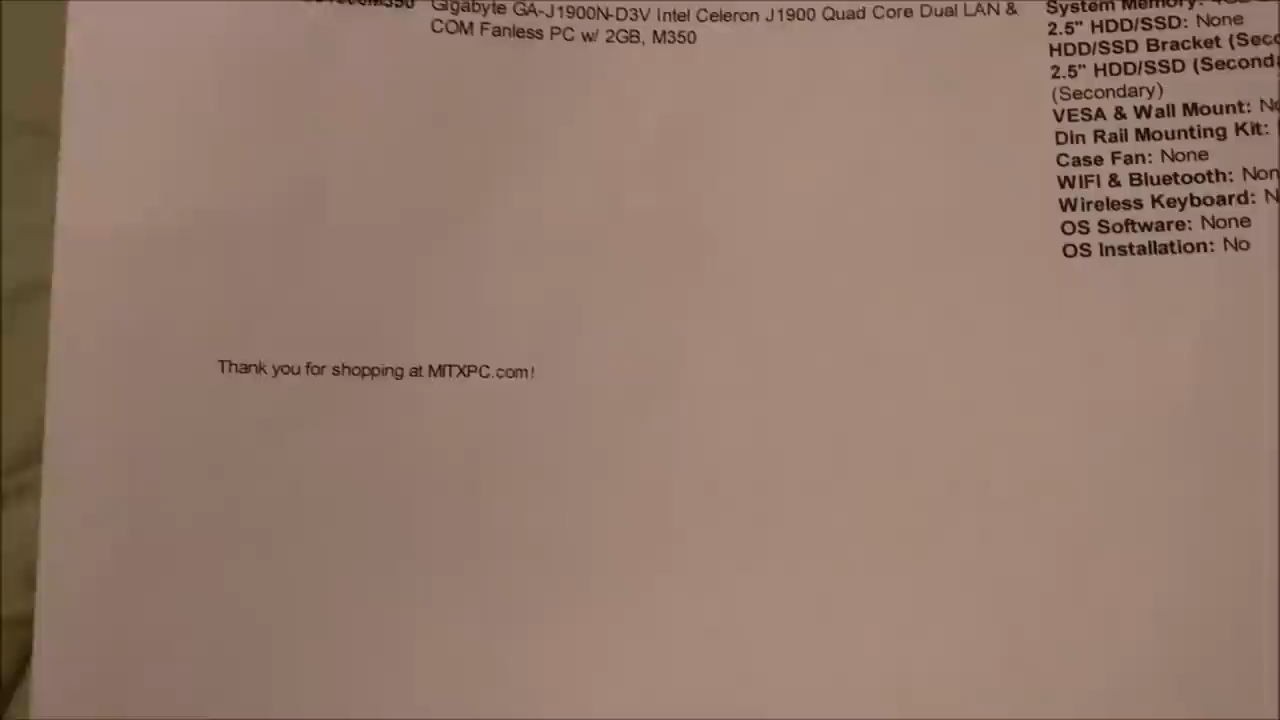 Gigabyte GA-J1900N-D3V Intel Celeron J1900 Quad Core Dual LAN &
COM Fanless PC w/ 2GB, M350
System Memory:
2.5" HDD/SSD: None
HDD/SSD Bracket
2.5" HDD/SSD
(Secondary)
VESA & Wall Mount:
Din Rail Mounting Kit:
Case Fan: None
WIFI & Bluetooth:
Wireless Keyboard:
OS Software: None
OS Installation: No
Thank you for shopping at MITXPC.com!